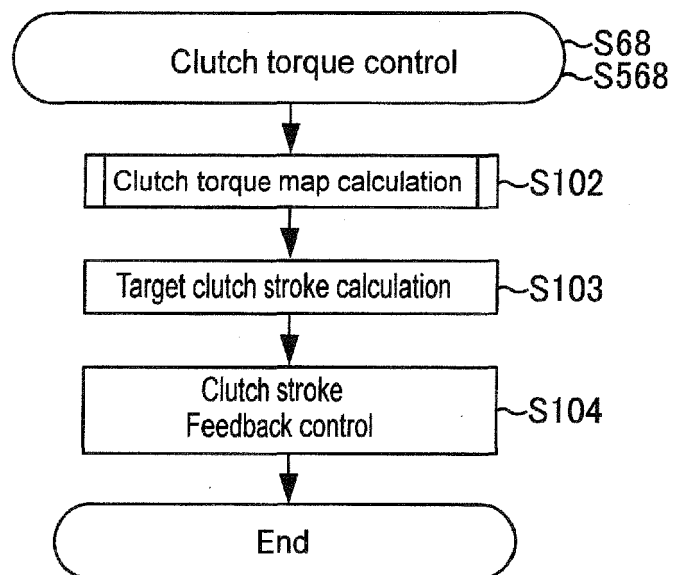 Clutch torque control
S68
S568
Clutch torque map calculation
S102
Target clutch stroke calculation
S103
Clutch stroke
Feedback control
S104
End